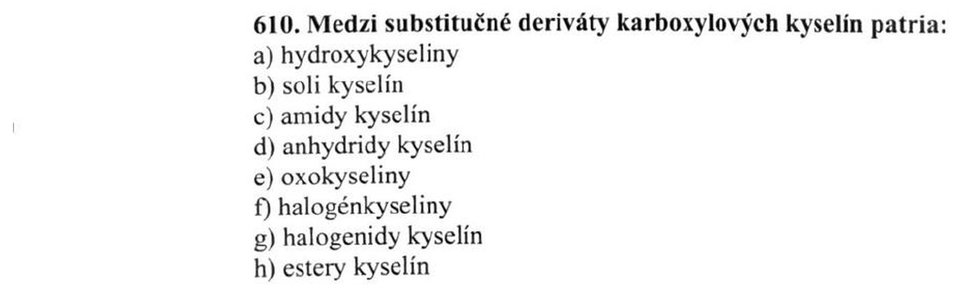 610. Medzi substitučné deriváty karboxylových kyselín patria:
a) hydroxykyseliny
b) soli kyselín
c) amidy kyselín
d) anhydridy kyselín
e) oxokyseliny
f) halogénkyseliny
g) halogenidy kyselín
h) estery kyselín